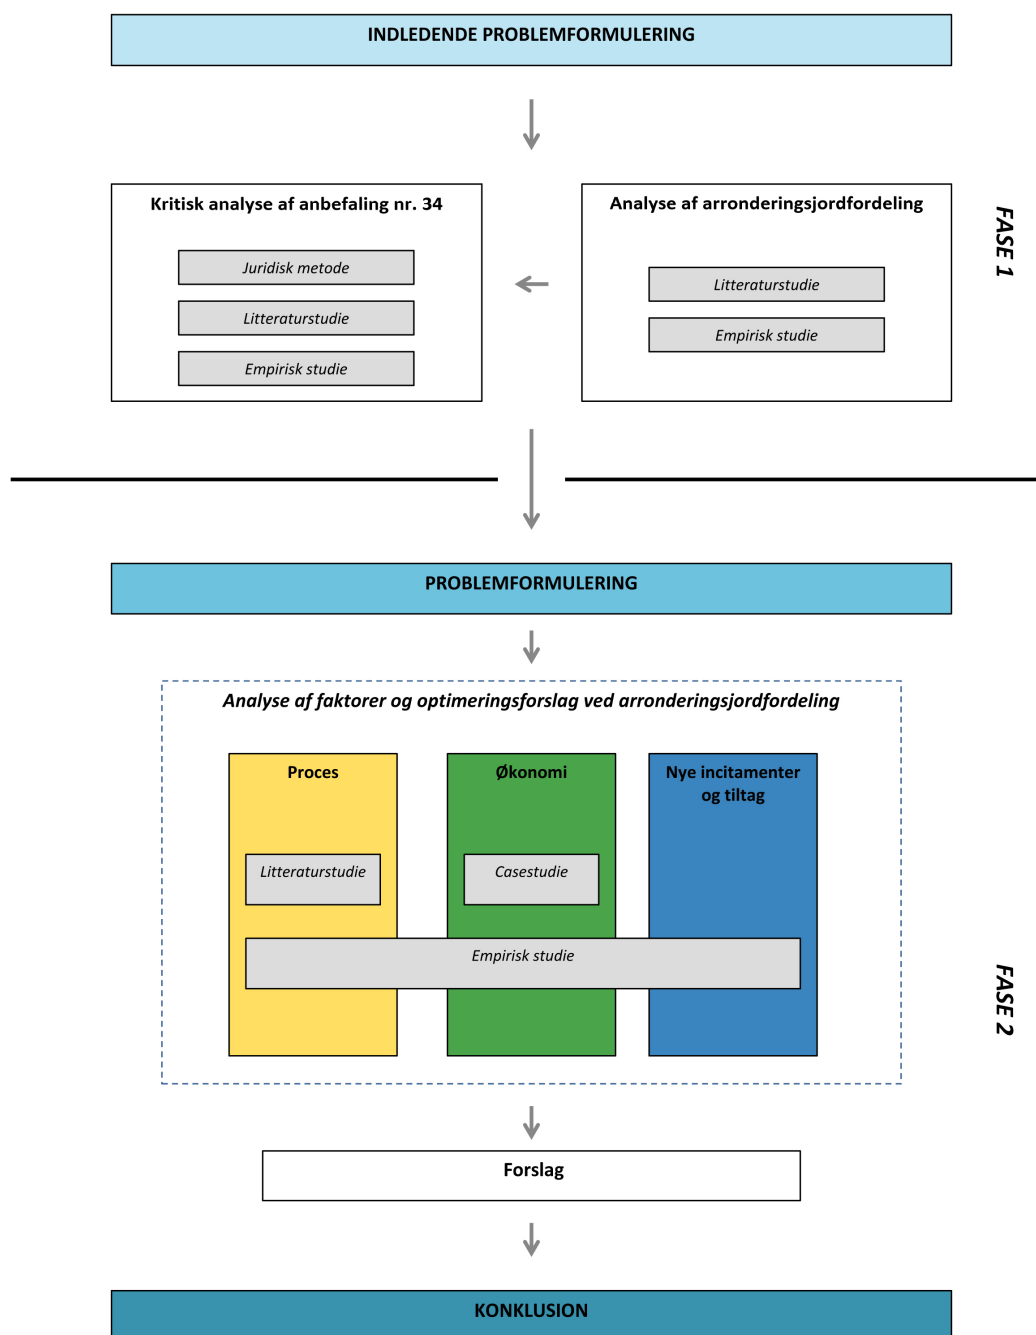 INDLEDENDE PROBLEMFORMULERING
Kritisk analyse af anbefaling nr. 34
Juridisk metode
Litteraturstudie
Empirisk studie
Analyse af arronderingsjordfordeling
Litteraturstudie
Empirisk studie
FASE 1
PROBLEMFORMULERING
Analyse af faktorer og optimeringsforslag ved arronderingsjordfordeling
Proces
Økonomi
Nye incitamenter
og tiltag
Litteraturstudie
Casestudie
Empirisk studie
FASE 2
Forslag
KONKLUSION